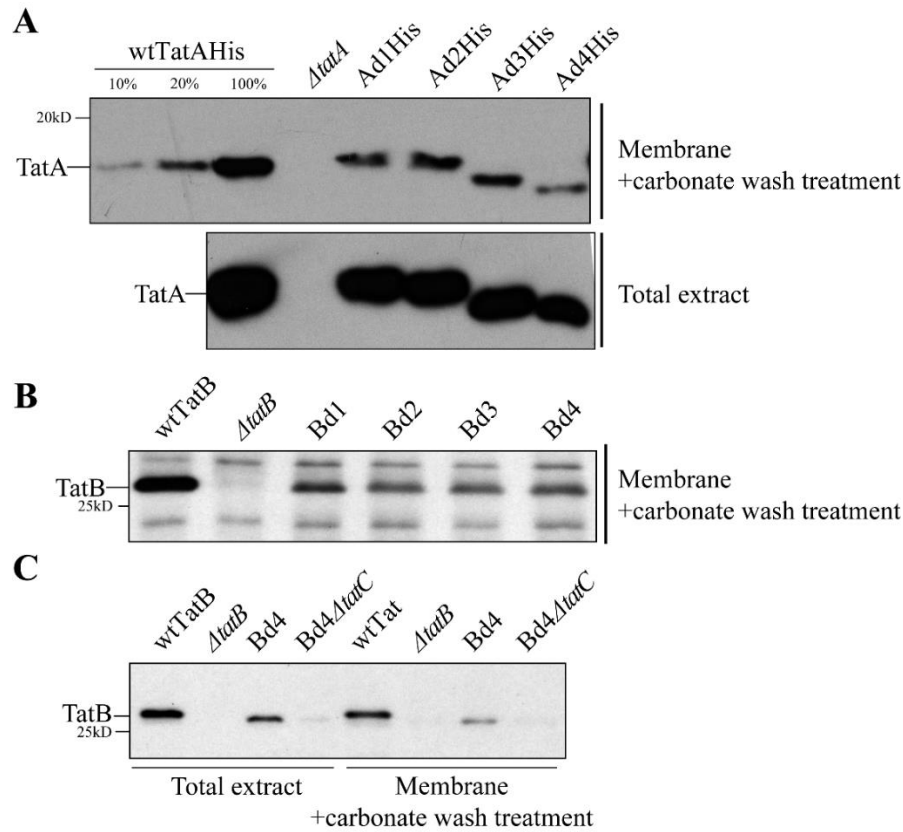 A
wtTatAHis
ΔtatA
Ad1His
Ad2His
Ad3His
Ad4His
10% 20% 100%
20kD
TatA
Membrane
+carbonate wash treatment
TatA
Total extract
B
wtTatB
ΔtatB
Bd1
Bd2
Bd3
Bd4
TatB
25kD
Membrane
+carbonate wash treatment
C
wtTatB
ΔtatB
Bd4
Bd4ΔtatC
wtTat
ΔtatB
Bd4
Bd4ΔtatC
TatB
25kD
Total extract
Membrane
+carbonate wash treatment